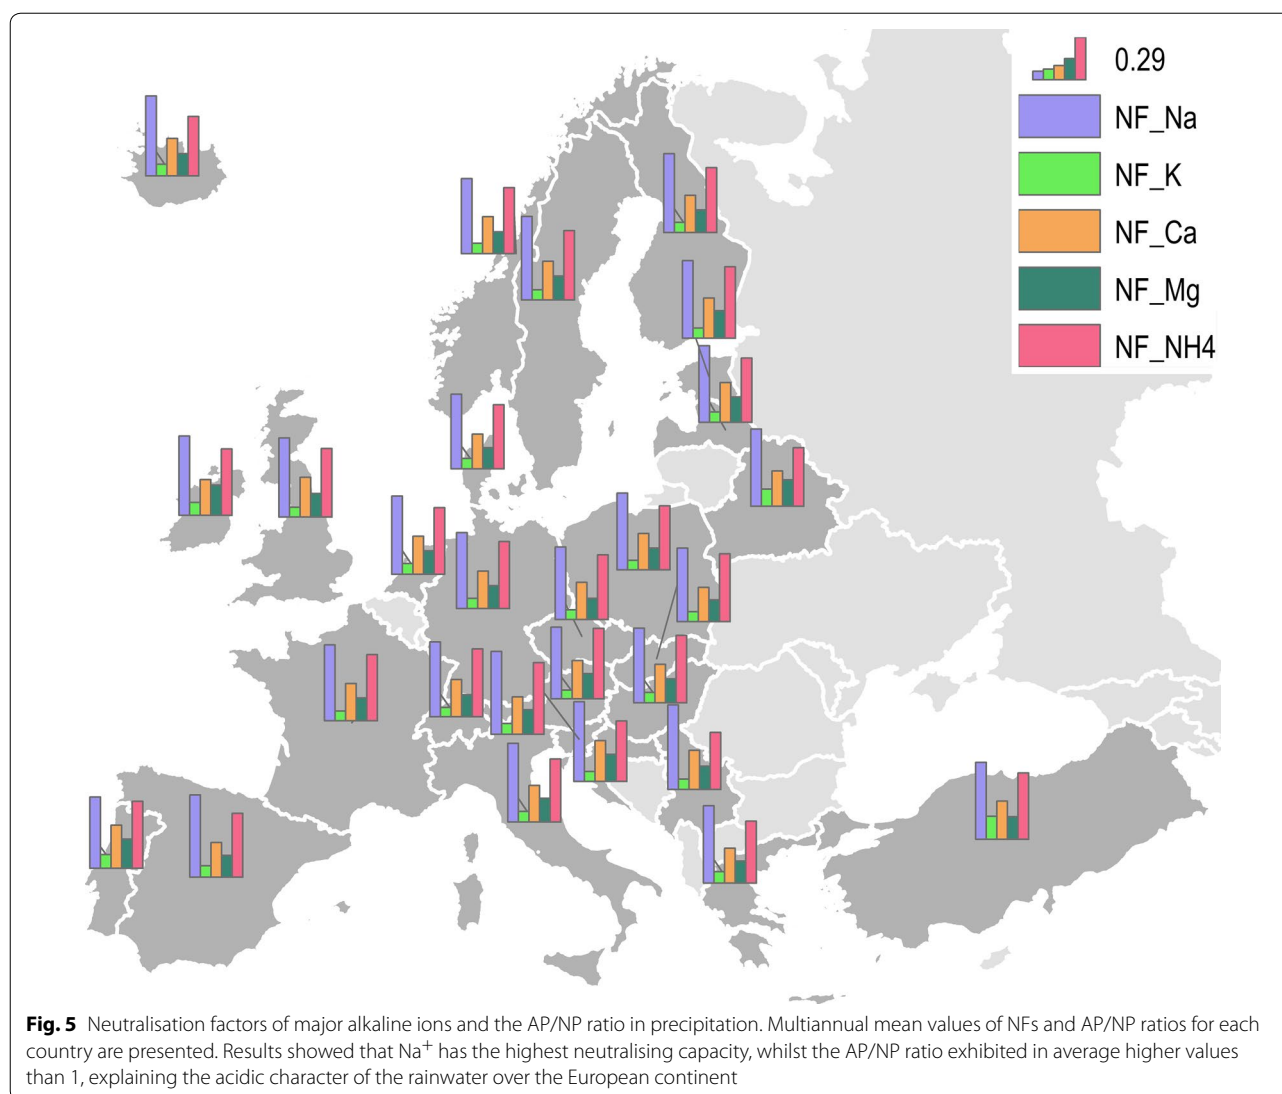 0.29
NF_Na
NF_K
NF_Ca
NF_Mg
NF_NH4
Fig. 5 Neutralisation factors of major alkaline ions and the AP/NP ratio in precipitation. Multiannual mean values of NFs and AP/NP ratios for each
country are presented. Results showed that Na⁺ has the highest neutralising capacity, whilst the AP/NP ratio exhibited in average higher values
than 1, explaining the acidic character of the rainwater over the European continent